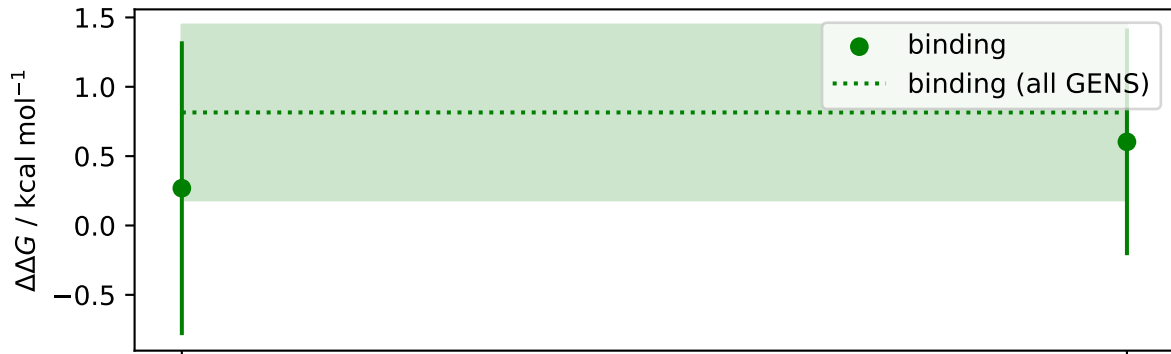 1.5
1.0
0.5
0.0
−0.5
ΔΔG / kcal mol⁻¹
binding
binding (all GENS)